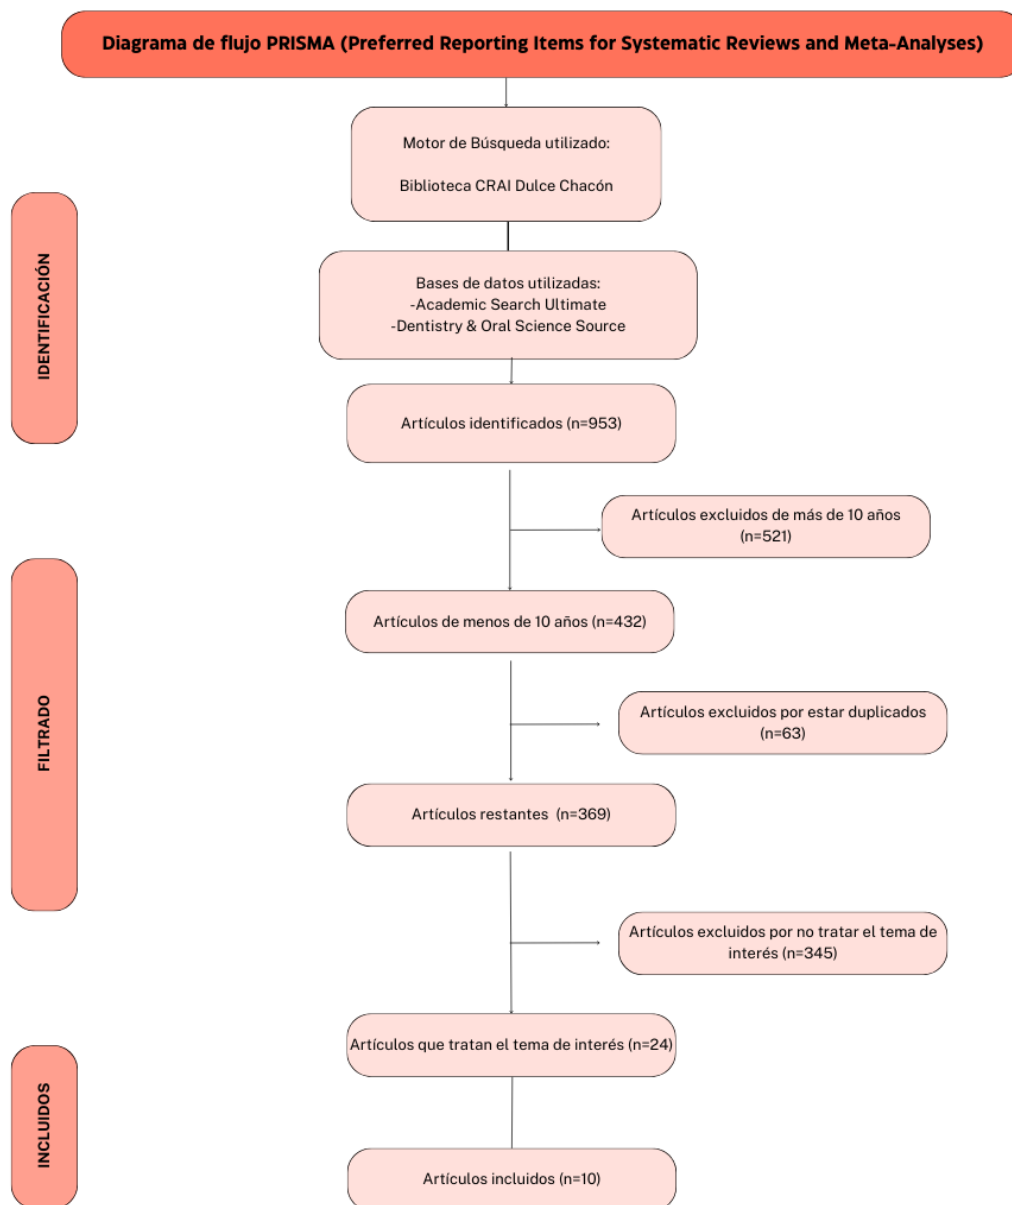 Diagrama de flujo PRISMA (Preferred Reporting Items for Systematic Reviews and Meta-Analyses)
Motor de Búsqueda utilizado:
Biblioteca CRAI Dulce Chacón
IDENTIFICACIÓN
Bases de datos utilizadas:
-Academic Search Ultimate
-Dentistry & Oral Science Source
Artículos identificados (n=953)
Artículos excluidos de más de 10 años
(n=521)
Artículos de menos de 10 años (n=432)
FILTRADO
Artículos excluidos por estar duplicados
(n=63)
Artículos restantes (n=369)
Artículos excluidos por no tratar el tema de
interés (n=345)
Artículos que tratan el tema de interés (n=24)
INCLUIDOS
Artículos incluidos (n=10)